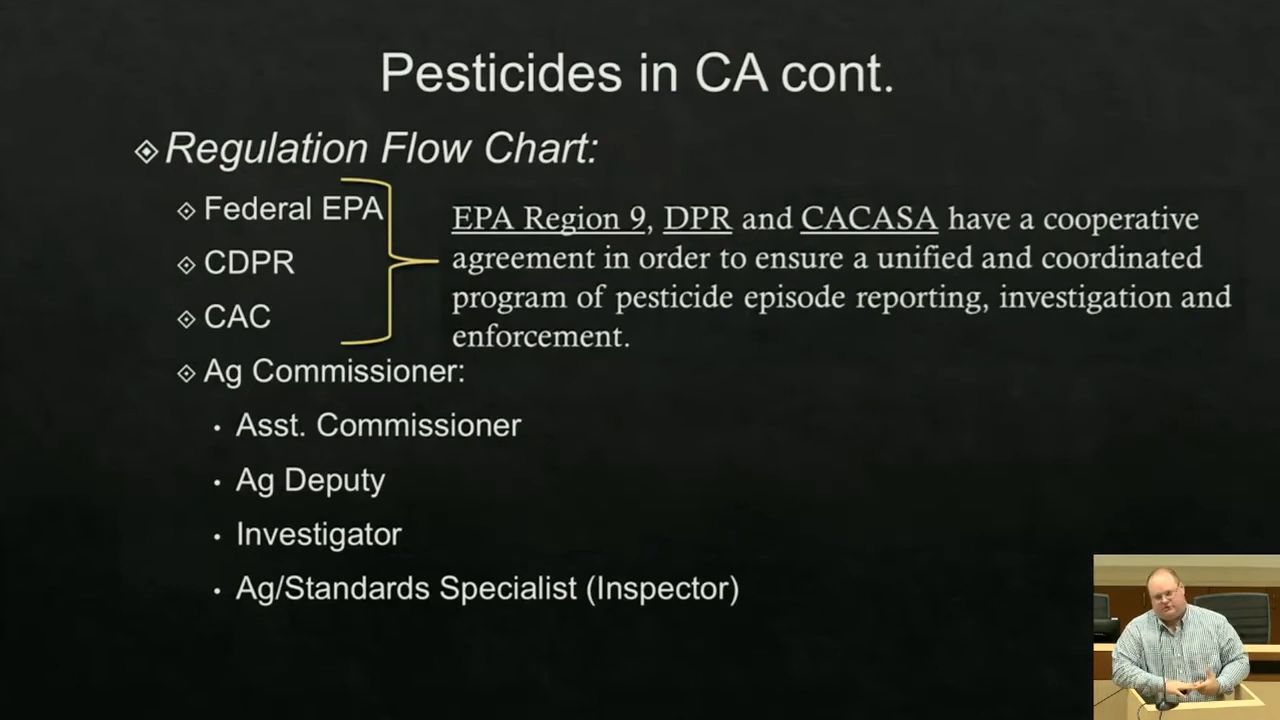 Pesticides in CA cont.
Regulation Flow Chart:
Federal EPA
CDPR
CAC
EPA Region 9, DPR and CACASA have a cooperative
agreement in order to ensure a unified and coordinated
program of pesticide episode reporting, investigation and
enforcement.
Ag Commissioner:
Asst. Commissioner
Ag Deputy
Investigator
Ag/Standards Specialist (Inspector)